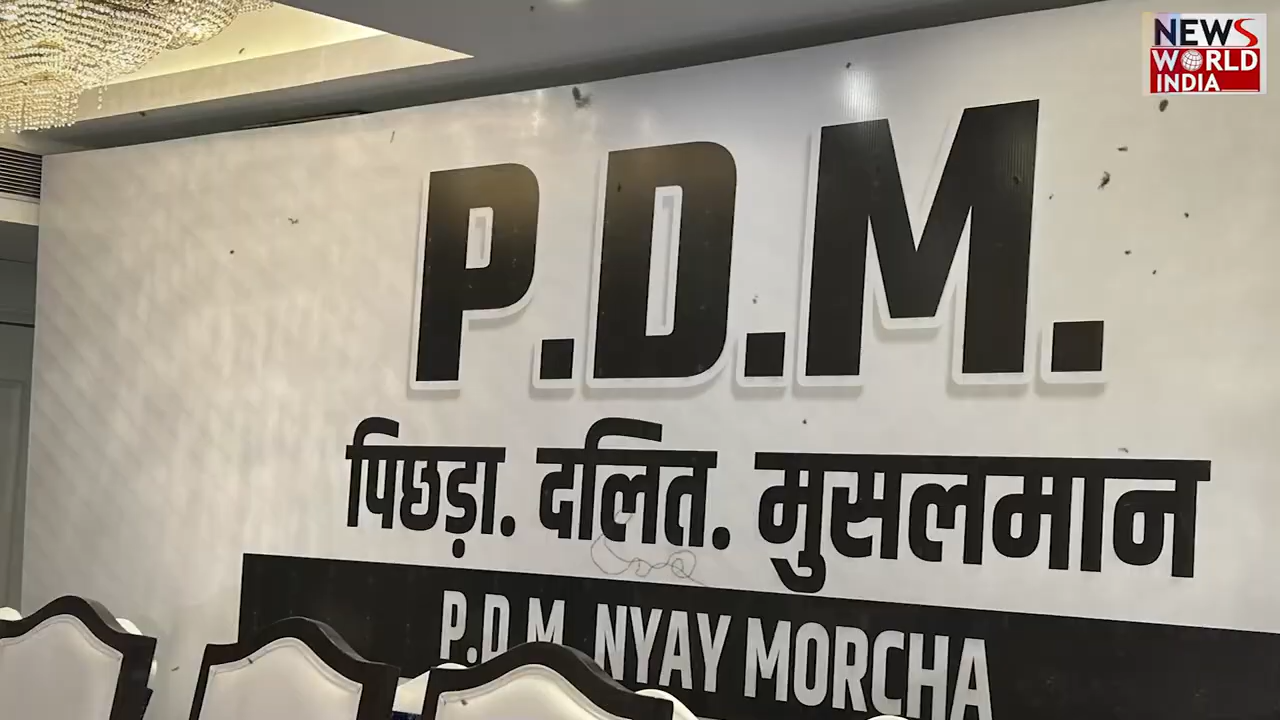 NEWS
WORLD
INDIA
P.D.M.
पिछड़ा. दलित. मुसलमान
P.D.M. NYAY MORCHA